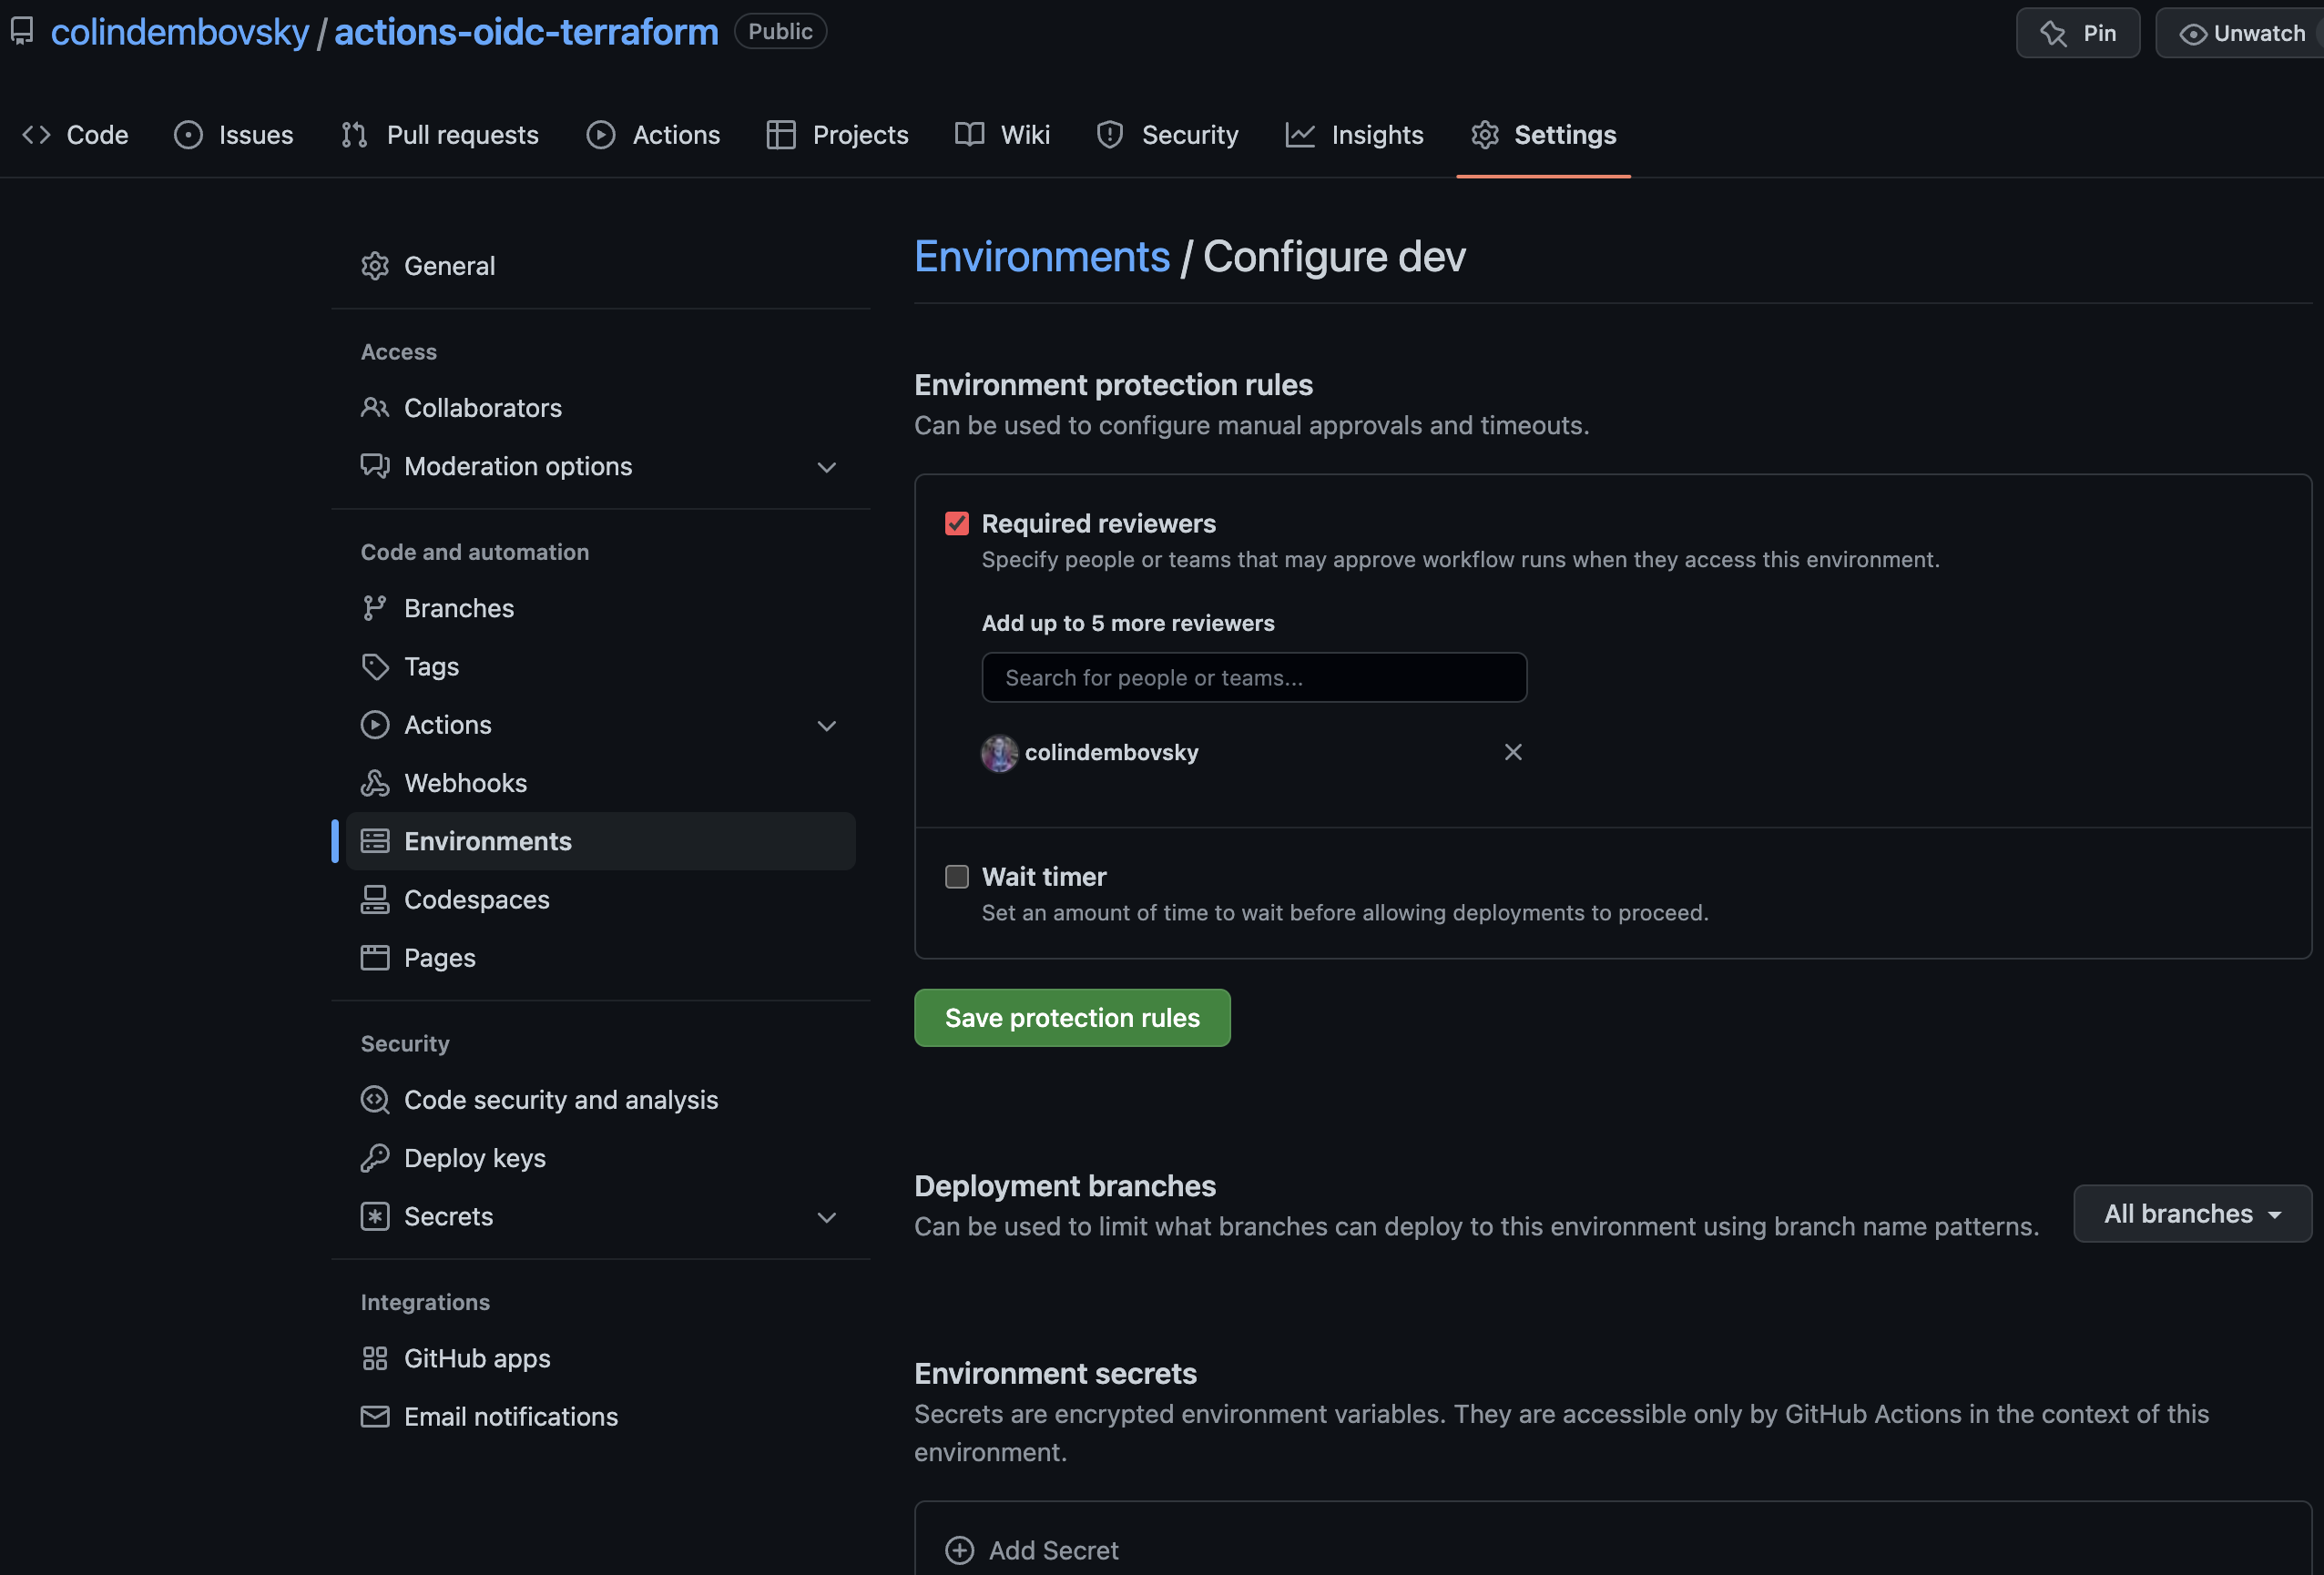 colindembovsky / actions-oidc-terraform Public
Pin
Unwatch
Code
Issues
Pull requests
Actions
Projects
Wiki
Security
Insights
Settings
General
Access
Collaborators
Moderation options
Code and automation
Branches
Tags
Actions
Webhooks
Environments
Codespaces
Pages
Security
Code security and analysis
Deploy keys
Secrets
Integrations
GitHub apps
Email notifications
Environments / Configure dev
Environment protection rules
Can be used to configure manual approvals and timeouts.
Required reviewers
Specify people or teams that may approve workflow runs when they access this environment.
Add up to 5 more reviewers
Search for people or teams...
colindembovsky
Wait timer
Set an amount of time to wait before allowing deployments to proceed.
Save protection rules
Deployment branches
Can be used to limit what branches can deploy to this environment using branch name patterns.
All branches
Environment secrets
Secrets are encrypted environment variables. They are accessible only by GitHub Actions in the context of this
environment.
Add Secret